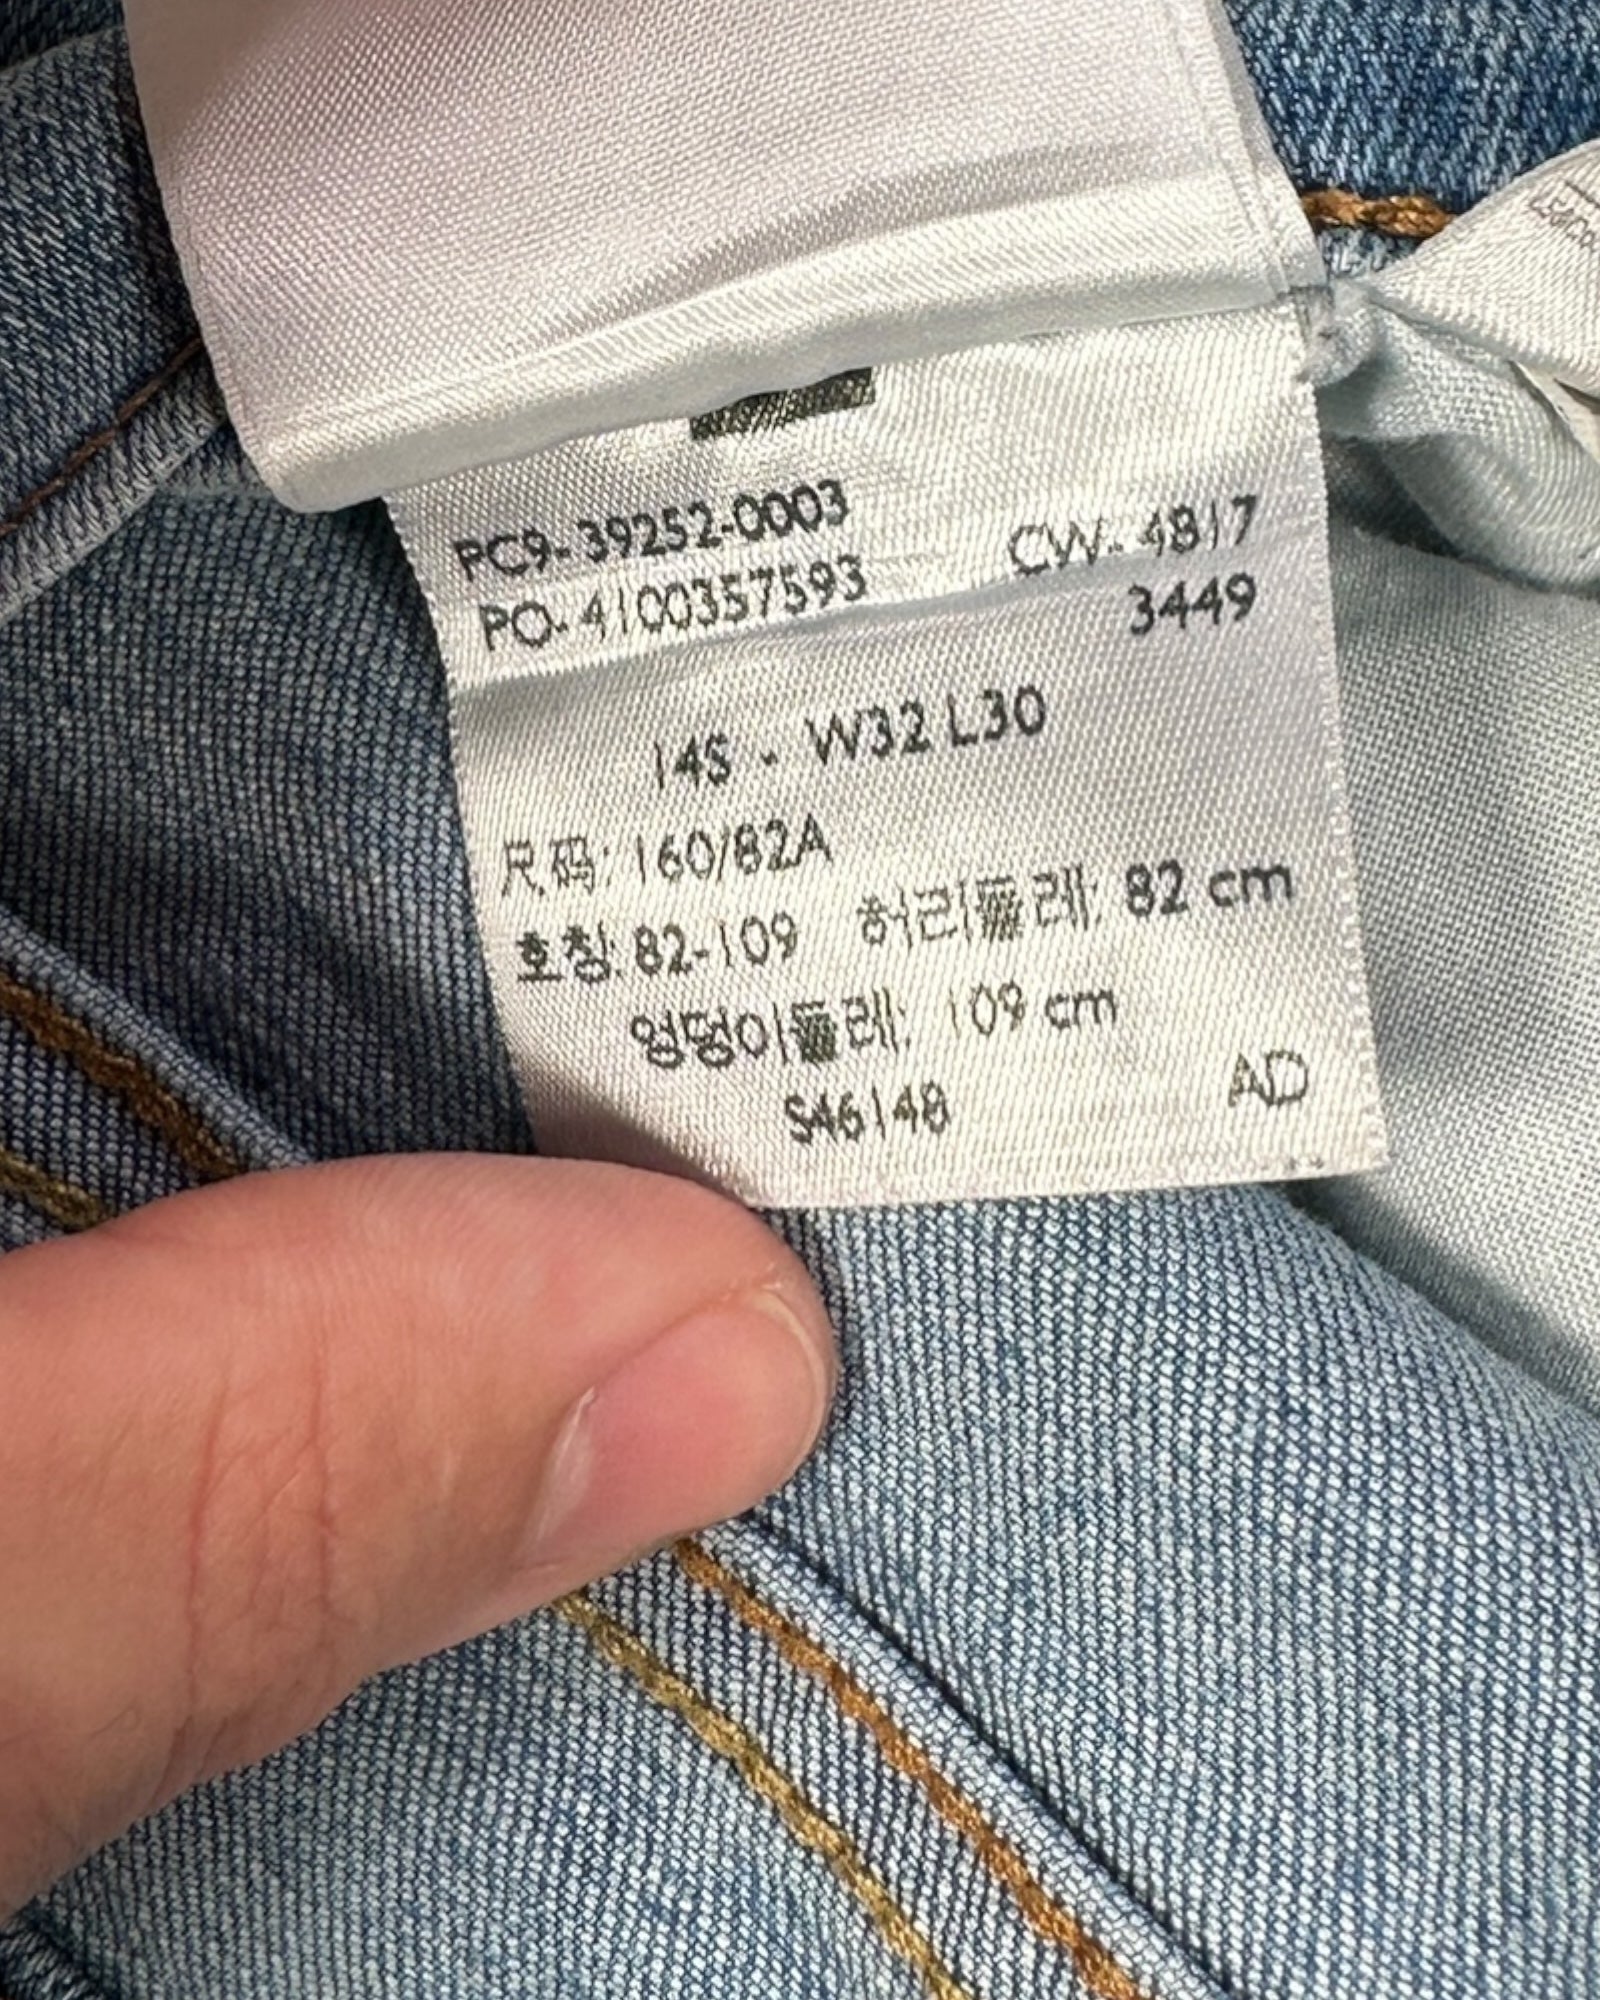 PC9-39252-0003
CW- 4817
PO- 4100357593
3449
14S - W32 L30
尺码: 160/82A
호칭: 82-109 허리둘레: 82 cm
엉덩이둘레: 109 cm
S46148
AD